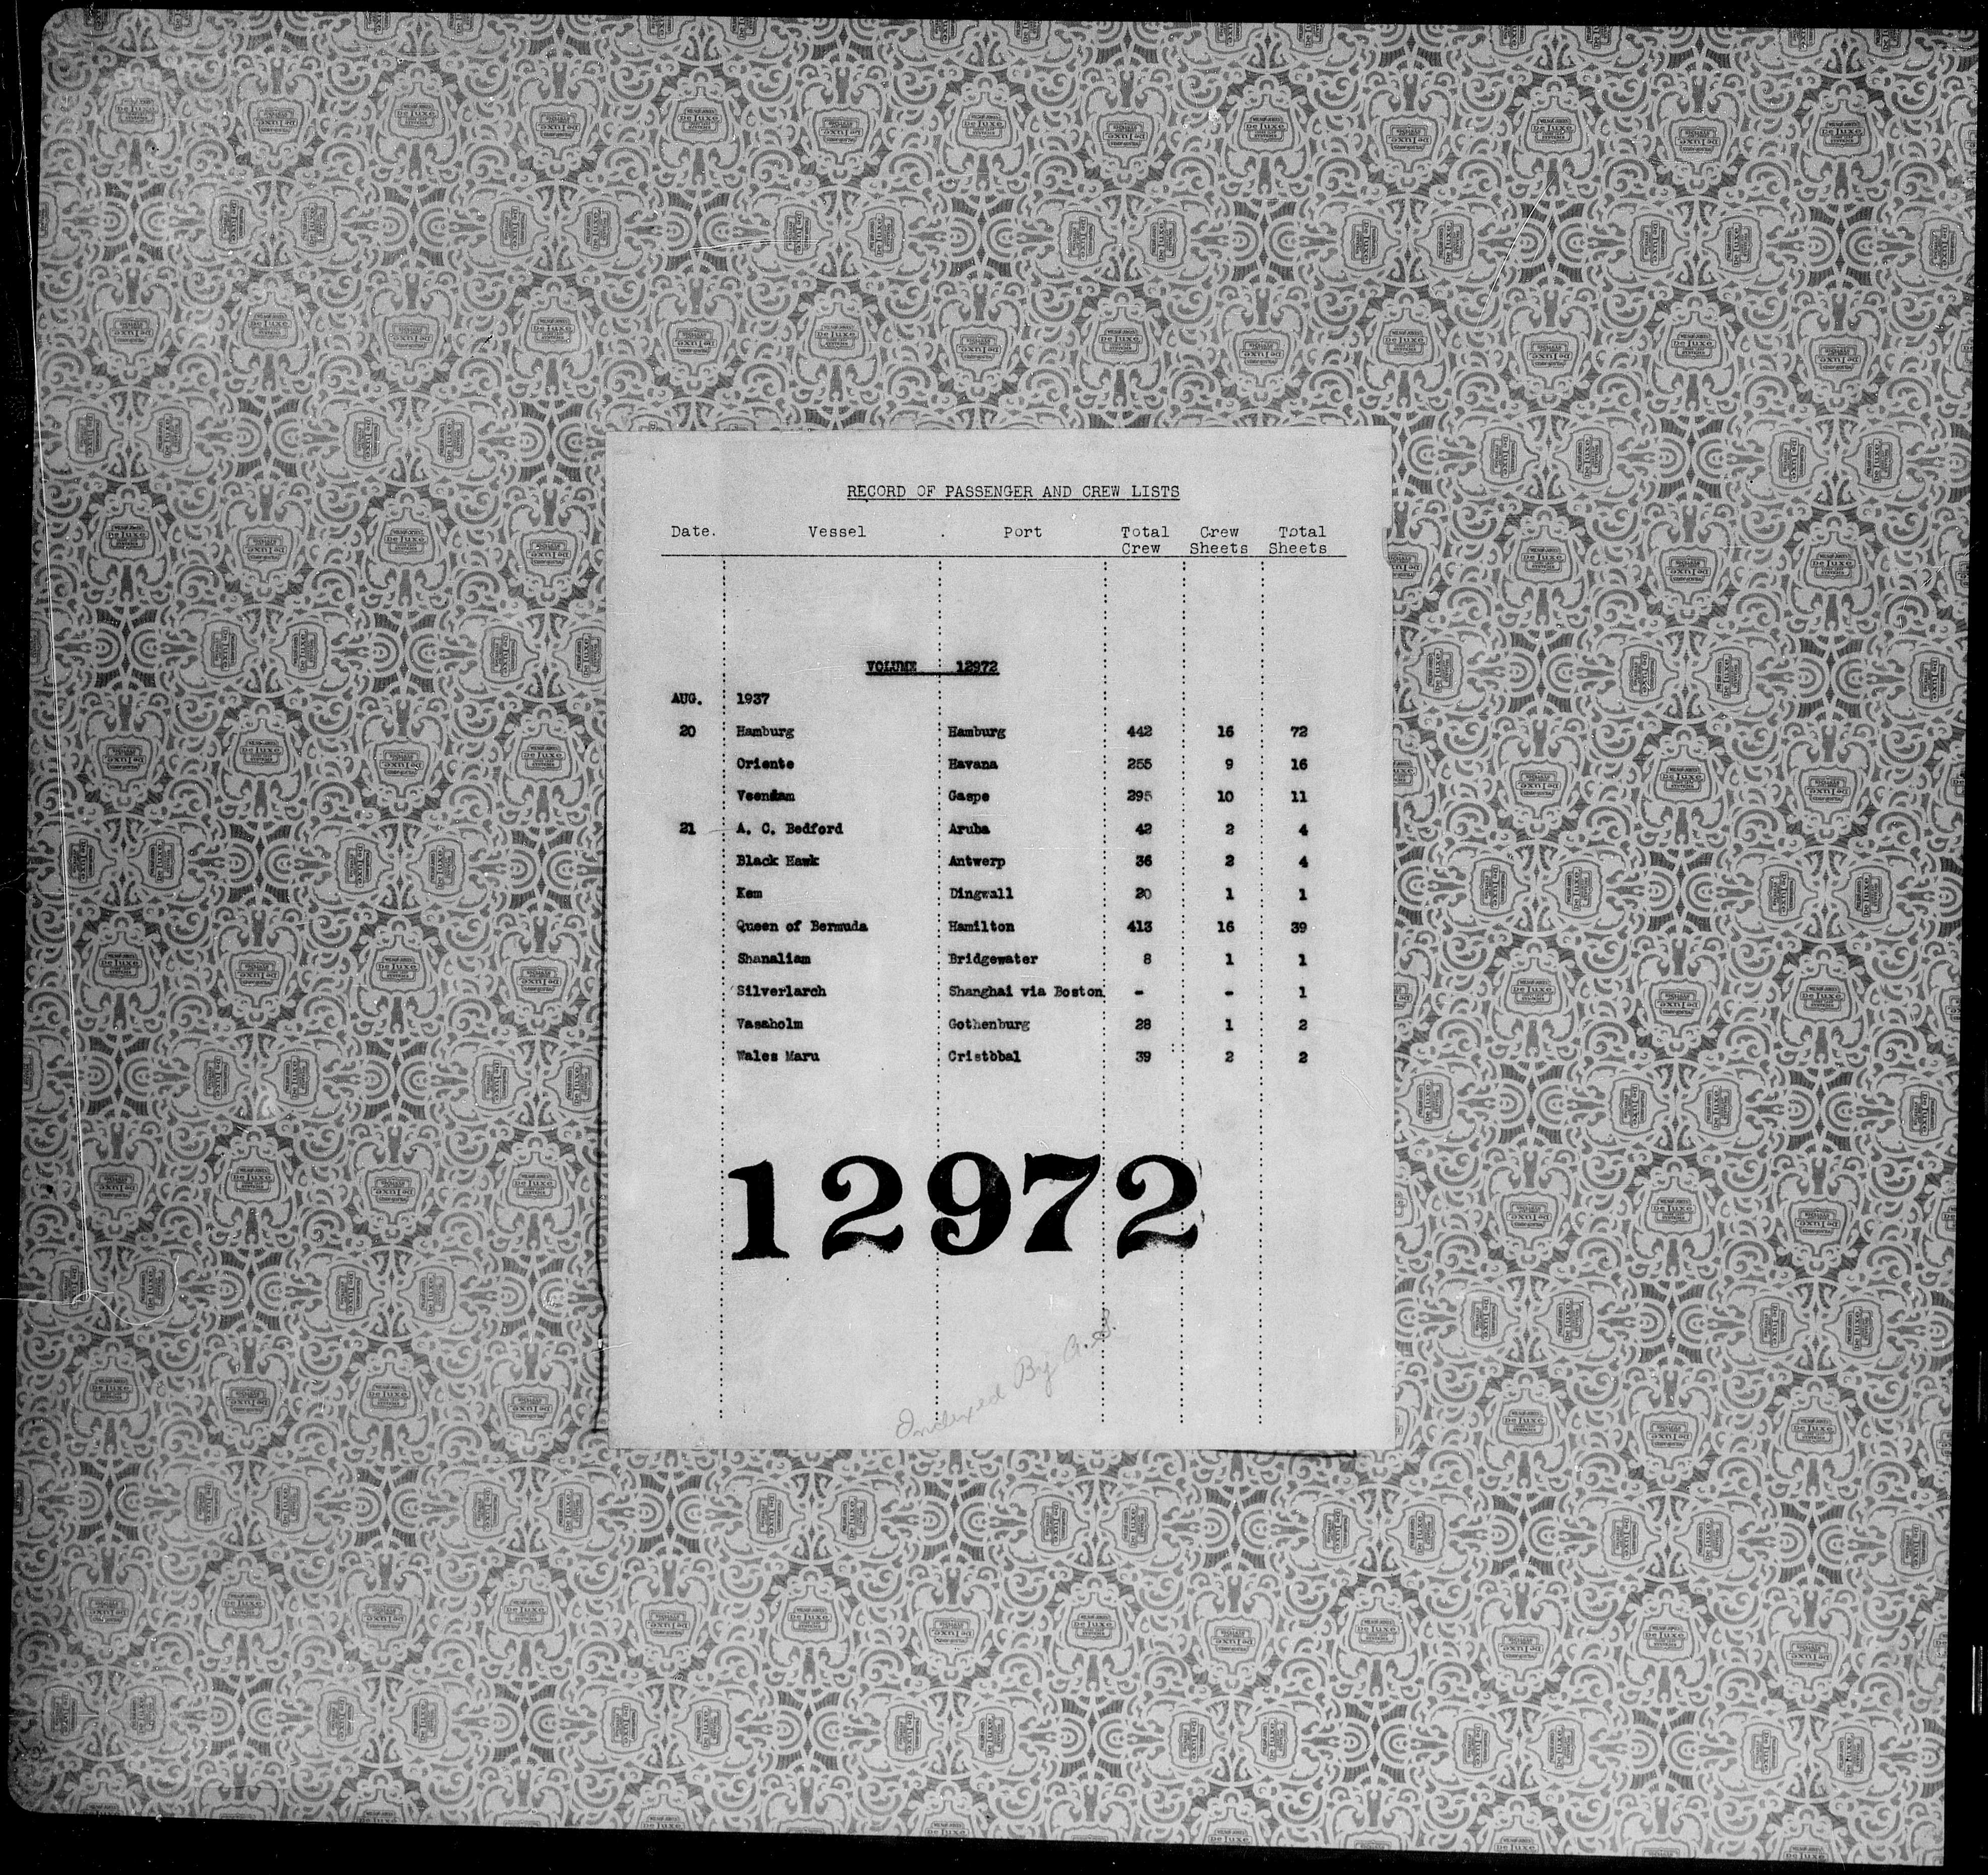 RECORD OF PASSENGER AND CREW LISTS
Date. Vessel . Port Total Crew Total
Crew Sheets Sheets
VOLUME 12972
AUG. 1937
20 Hamburg Hamburg 442 16 72
Oriente Havana 255 9 16
Veendam Gaspe 295 10 11
21 A. C. Bedford Aruba 42 2 4
Black Hawk Antwerp 36 2 4
Kem Dingwall 20 1 1
Queen of Bermuda Hamilton 413 16 39
Shanaliam Bridgewater 8 1 1
Silverlarch Shanghai via Boston - - 1
Vasaholm Gothenburg 28 1 2
Wales Maru Cristbbal 39 2 2
12972
Indexed By A.S.